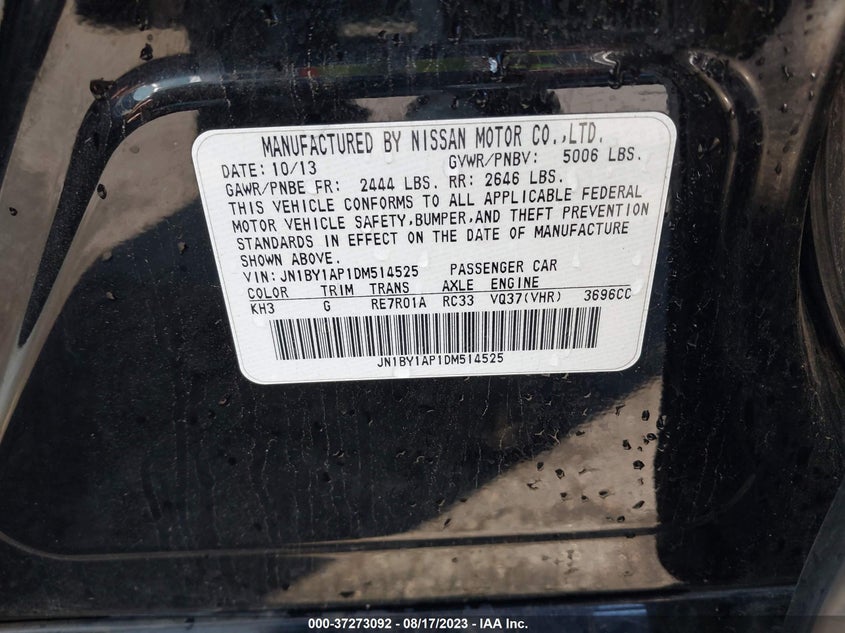 MANUFACTURED BY NISSAN MOTOR CO.,LTD.
DATE: 10/13 GVWR/PNBV: 5006 LBS.
GAWR/PNBE FR: 2444 LBS. RR: 2646 LBS.
THIS VEHICLE CONFORMS TO ALL APPLICABLE FEDERAL
MOTOR VEHICLE SAFETY,BUMPER,AND THEFT PREVENTION
STANDARDS IN EFFECT ON THE DATE OF MANUFACTURE
SHOWN ABOVE.
VIN: JN1BY1AP1DM514525 PASSENGER CAR
COLOR TRIM TRANS AXLE ENGINE
KH3 G RE7R01A RC33 VQ37(VHR) 3696CC
JN1BY1AP1DM514525
000-37273092 - 08/17/2023 - IAA Inc.